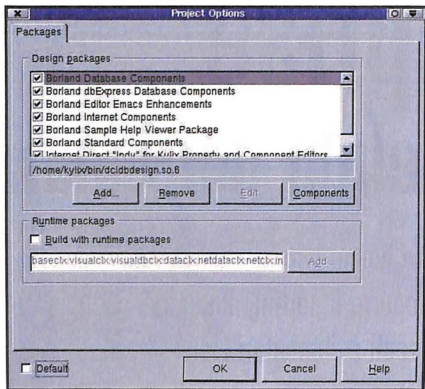 Project Options
Packages
Design packages
Borland Database Components
Borland dbExpress Database Components
Borland Editor Emacs Enhancements
Borland Internet Components
Borland Sample Help Viewer Package
Borland Standard Components
Internet Direct "Indy" for Kylix Property and Component Editors
/home/kylix/bin/dcldbdesign.so.6
Add... Remove Edit Components
Runtime packages
Build with runtime packages
baseclx:visualclx:visualdbclx:dataclx:netdataclx:netclx:in Add...
Default OK Cancel Help